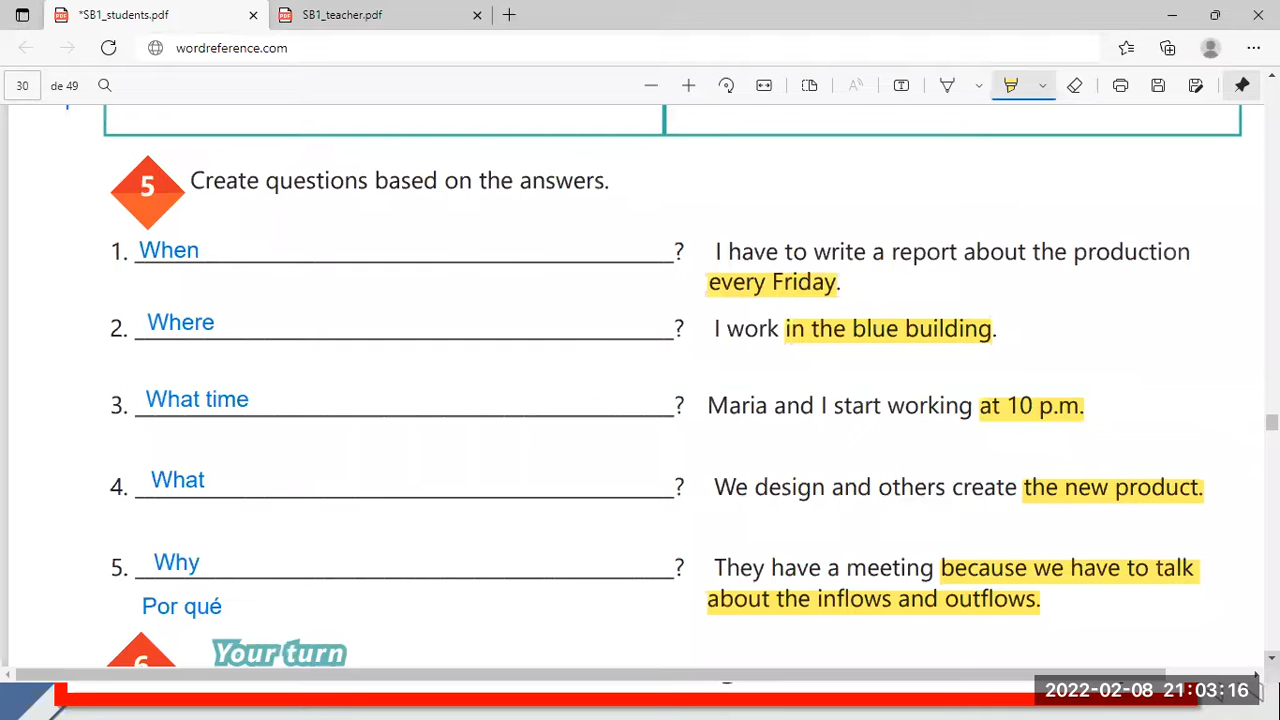 *SB1_students.pdf
SB1_teacher.pdf
wordreference.com
30 de 49
5 Create questions based on the answers.
1. When ? I have to write a report about the production
every Friday.
2. Where ? I work in the blue building.
3. What time ? Maria and I start working at 10 p.m.
4. What ? We design and others create the new product.
5. Why ? They have a meeting because we have to talk
about the inflows and outflows.
Por qué
6 Your turn
2022-02-08 21:03:16